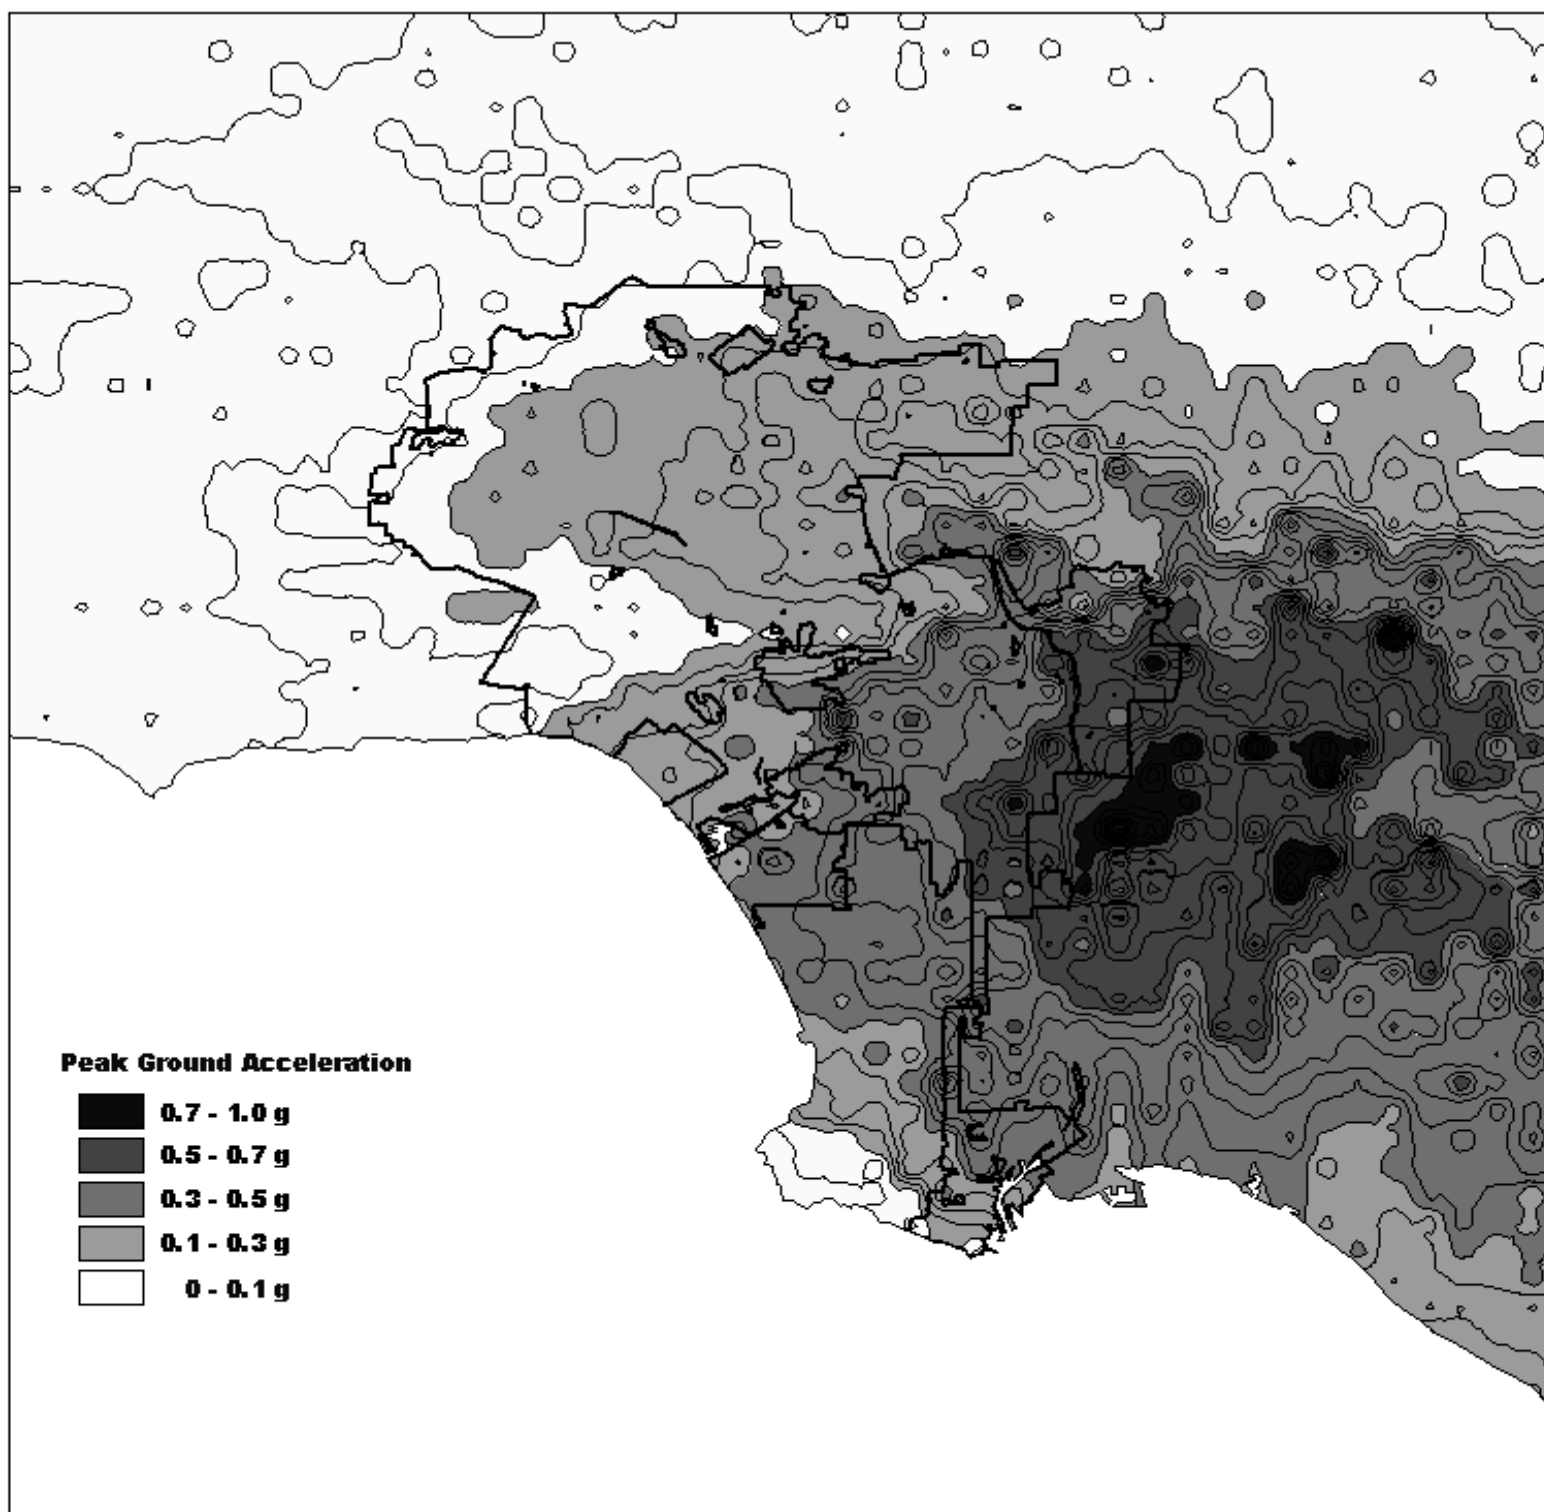 Peak Ground Acceleration
0.7 - 1.0 g
0.5 - 0.7 g
0.3 - 0.5 g
0.1 - 0.3 g
0 - 0.1 g